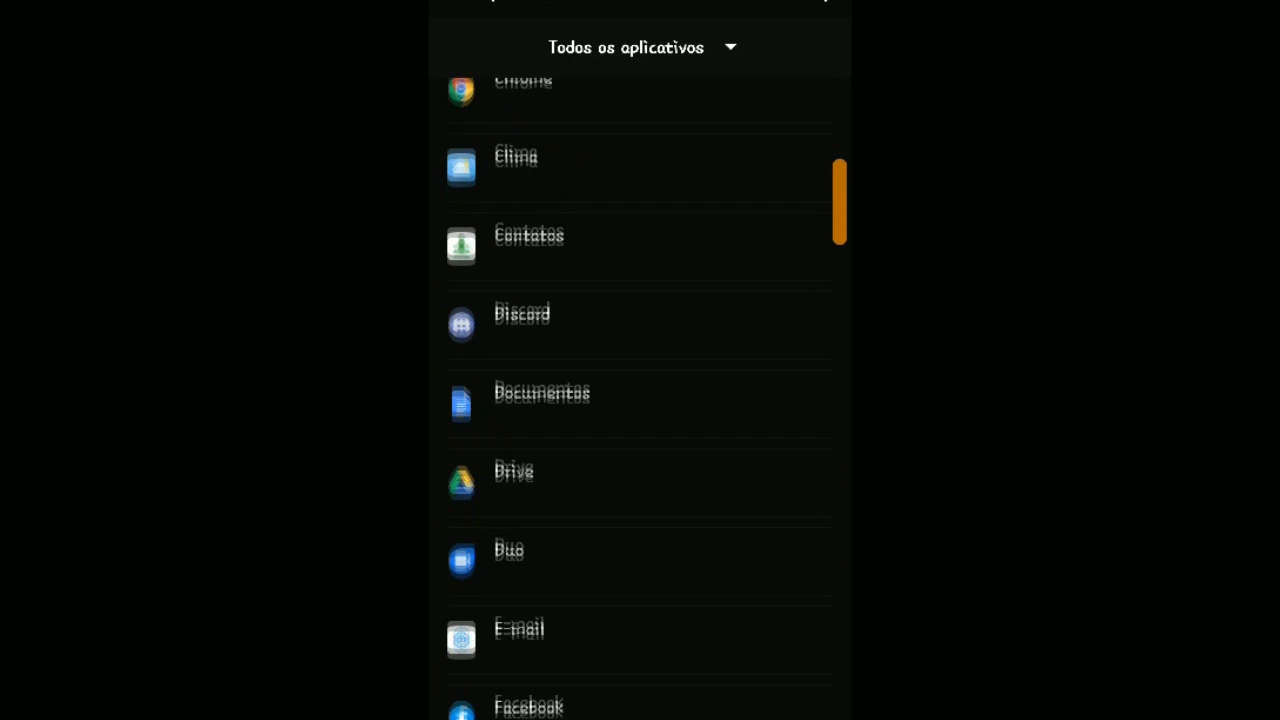 Todos os aplicativos
Chrome
Clima
Contatos
Discord
Documentos
Drive
Duo
E-mail
Facebook